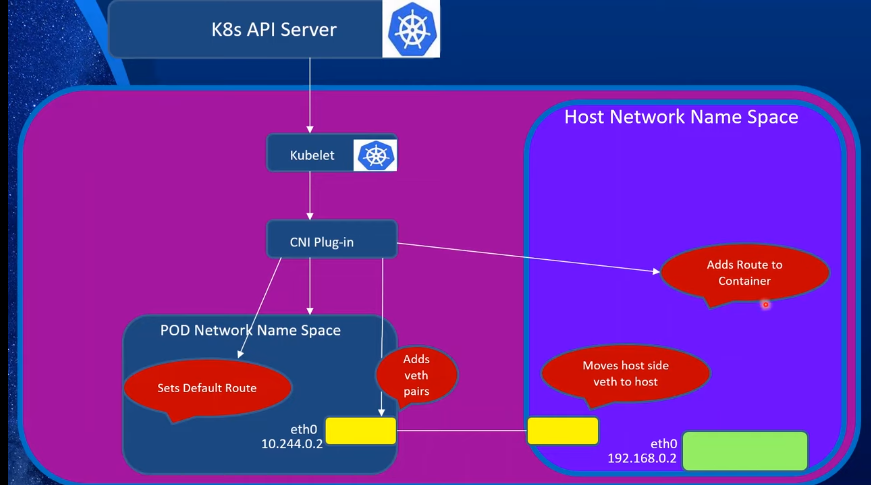 K8s API Server
Host Network Name Space
Kubelet
CNI Plug-in
Adds Route to
Container
POD Network Name Space
Sets Default Route
Adds
veth
pairs
Moves host side
veth to host
eth0
10.244.0.2
eth0
192.168.0.2